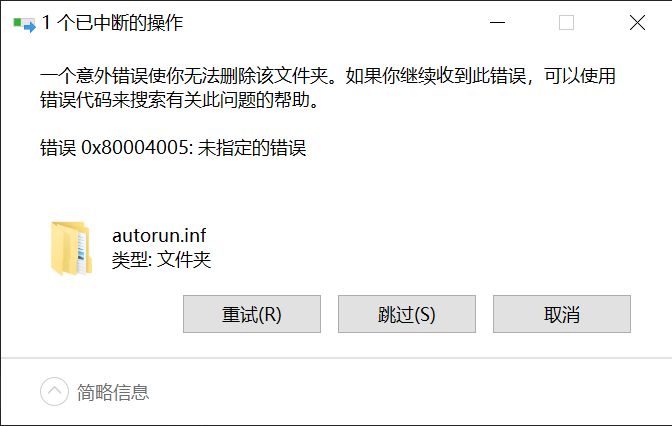 1 个已中断的操作
一个意外错误使你无法删除该文件夹。如果你继续收到此错误，可以使用
错误代码来搜索有关此问题的帮助。
错误 0x80004005: 未指定的错误
autorun.inf
类型: 文件夹
重试(R)
跳过(S)
取消
简略信息